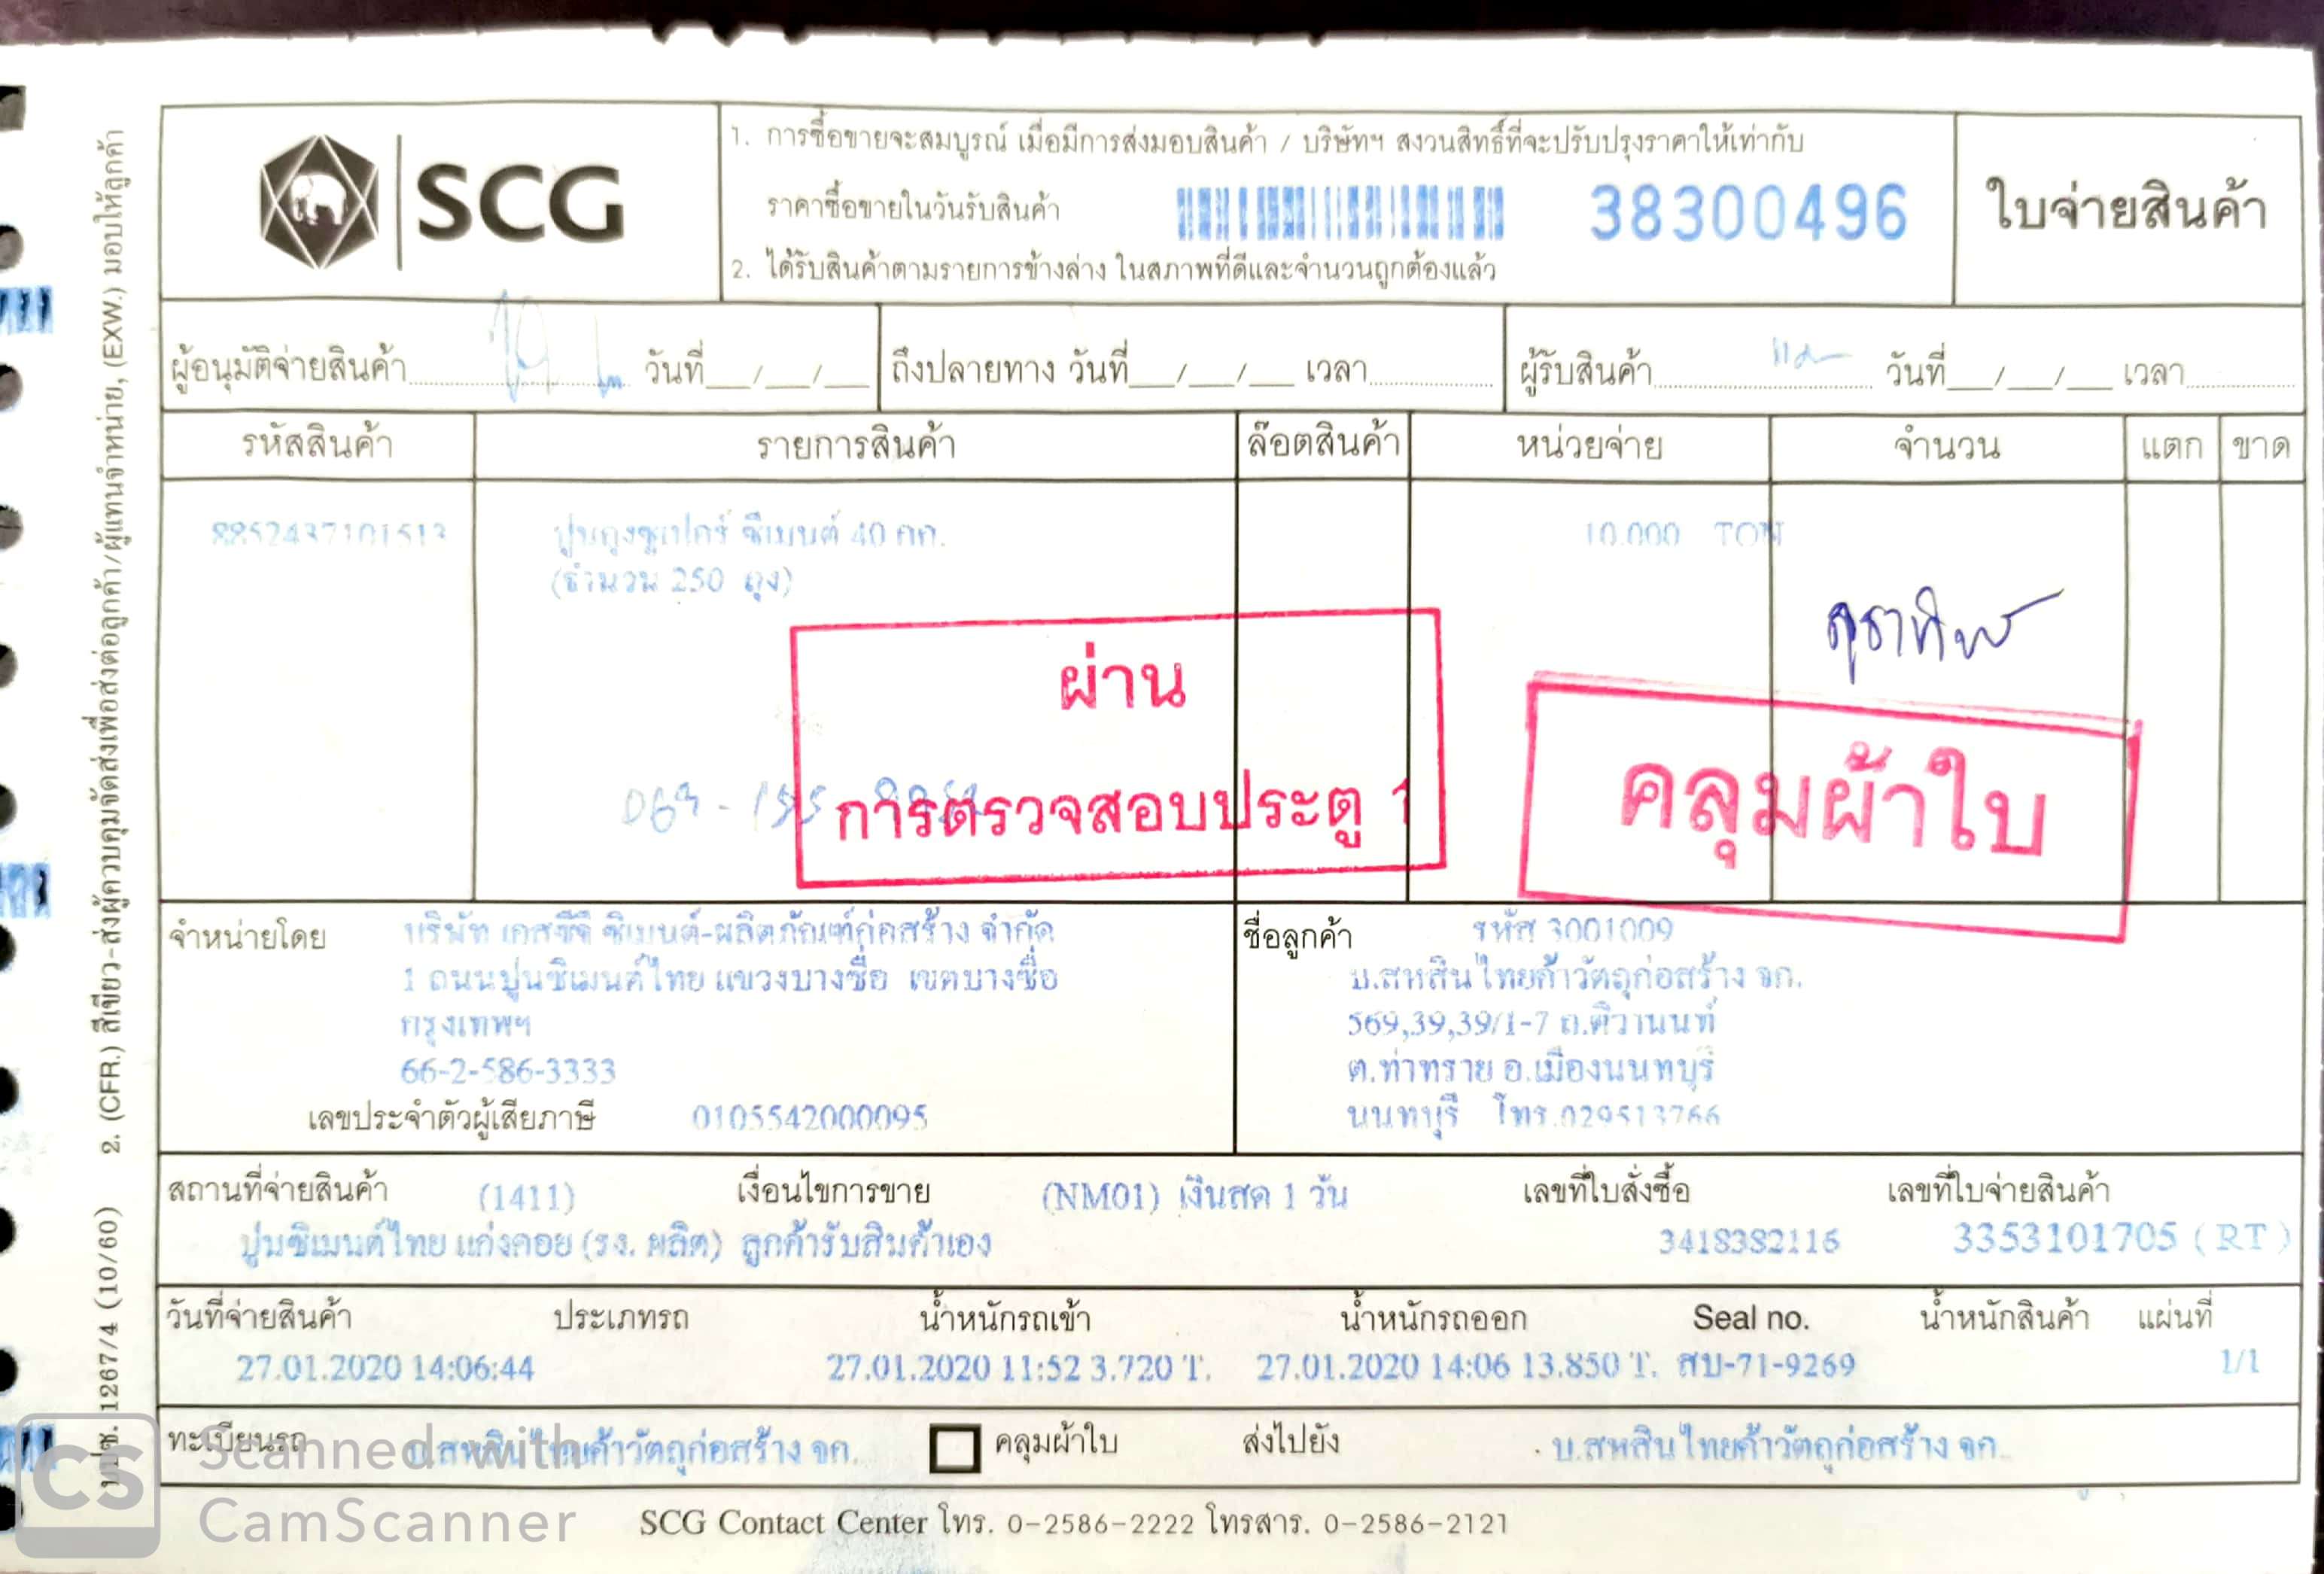 SCG
1. การซื้อขายจะสมบูรณ์ เมื่อมีการส่งมอบสินค้า / บริษัทฯ สงวนสิทธิ์ที่จะปรับปรุงราคาให้เท่ากับ
ราคาซื้อขายในวันรับสินค้า
38300496
2. ได้รับสินค้าตามรายการข้างล่าง ในสภาพที่ดีและจำนวนถูกต้องแล้ว
ใบจ่ายสินค้า
ผู้อนุมัติจ่ายสินค้า วันที่__/__/__ ถึงปลายทาง วันที่__/__/__ เวลา ผู้รับสินค้า วันที่__/__/__ เวลา
รหัสสินค้า รายการสินค้า ล๊อตสินค้า หน่วยจ่าย จำนวน แตก ขาด
8852437101513 ปูนถุงซูเปอร์ ซีเมนต์ 40 กก. 10.000 TON
(จำนวน 250 ถุง)
ผ่าน
การตรวจสอบประตู 1
คลุมผ้าใบ
จำหน่ายโดย บริษัท เอสซีจี ซิเมนต์-ผลิตภัณฑ์ก่อสร้าง จำกัด
1 ถนนปูนซิเมนต์ไทย แขวงบางซื่อ เขตบางซื่อ
กรุงเทพฯ
66-2-586-3333
เลขประจำตัวผู้เสียภาษี 0105542000095
ชื่อลูกค้า รหัส 3001009
บ.สหสินไทยค้าวัตถุก่อสร้าง จก.
569,39,39/1-7 ถ.ติวานนท์
ต.ท่าทราย อ.เมืองนนทบุรี
นนทบุรี โทร.029513766
สถานที่จ่ายสินค้า (1411) เงื่อนไขการขาย (NM01) เงินสด 1 วัน เลขที่ใบสั่งซื้อ เลขที่ใบจ่ายสินค้า
ปูนซิเมนต์ไทย แก่งคอย (รง. ผลิต) ลูกค้ารับสินค้าเอง 3418382116 3353101705 ( RT )
วันที่จ่ายสินค้า ประเภทรถ น้ำหนักรถเข้า น้ำหนักรถออก Seal no. น้ำหนักสินค้า แผ่นที่
27.01.2020 14:06:44 27.01.2020 11:52 3.720 T. 27.01.2020 14:06 13.850 T. สบ-71-9269 1/1
ทะเบียนรถ บ.สหสินไทยค้าวัตถุก่อสร้าง จก. คลุมผ้าใบ ส่งไปยัง บ.สหสินไทยค้าวัตถุก่อสร้าง จก.
SCG Contact Center โทร. 0-2586-2222 โทรสาร. 0-2586-2121
1267/4 (10/60) 2. (CFR.) สีเขียว-ส่งผู้ควบคุมจัดส่งเพื่อส่งต่อลูกค้า/ผู้แทนจำหน่าย, (EXW.) มอบให้ลูกค้า
CS Scanned with
CamScanner